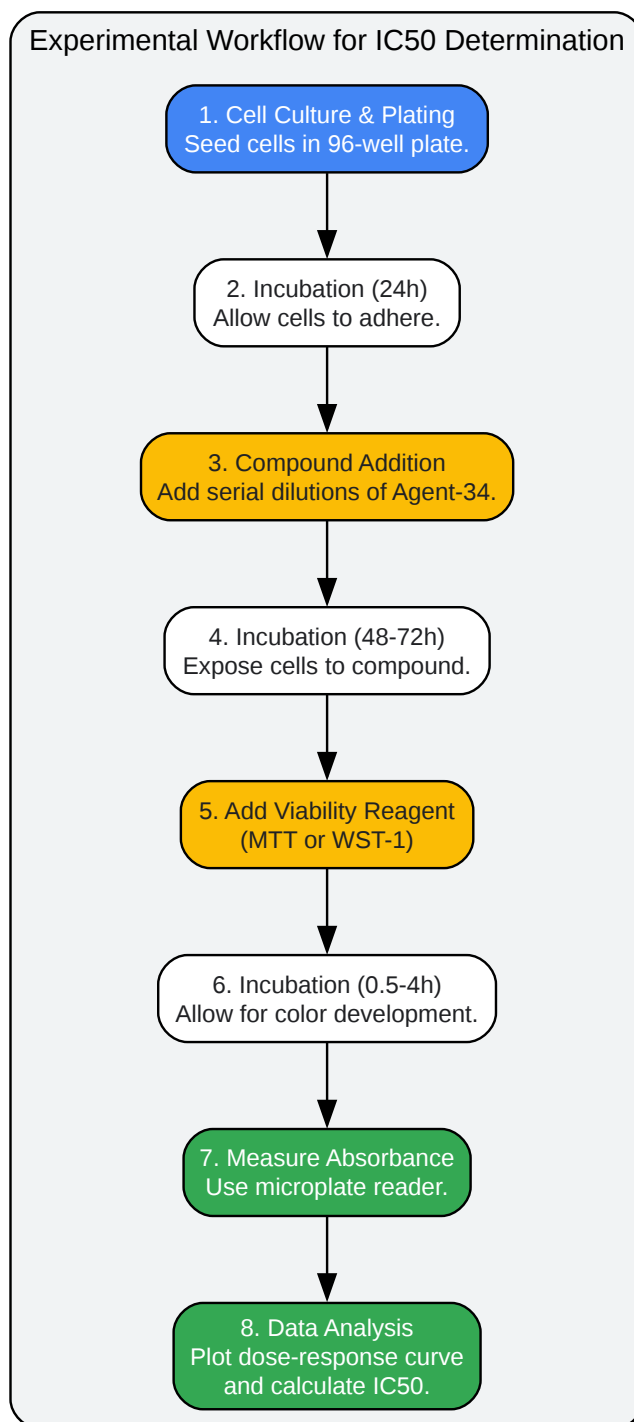 Experimental Workflow for IC50 Determination
1. Cell Culture & Plating
Seed cells in 96-well plate.
2. Incubation (24h)
Allow cells to adhere.
3. Compound Addition
Add serial dilutions of Agent-34.
4. Incubation (48-72h)
Expose cells to compound.
5. Add Viability Reagent
(MTT or WST-1)
6. Incubation (0.5-4h)
Allow for color development.
7. Measure Absorbance
Use microplate reader.
8. Data Analysis
Plot dose-response curve
and calculate IC50.